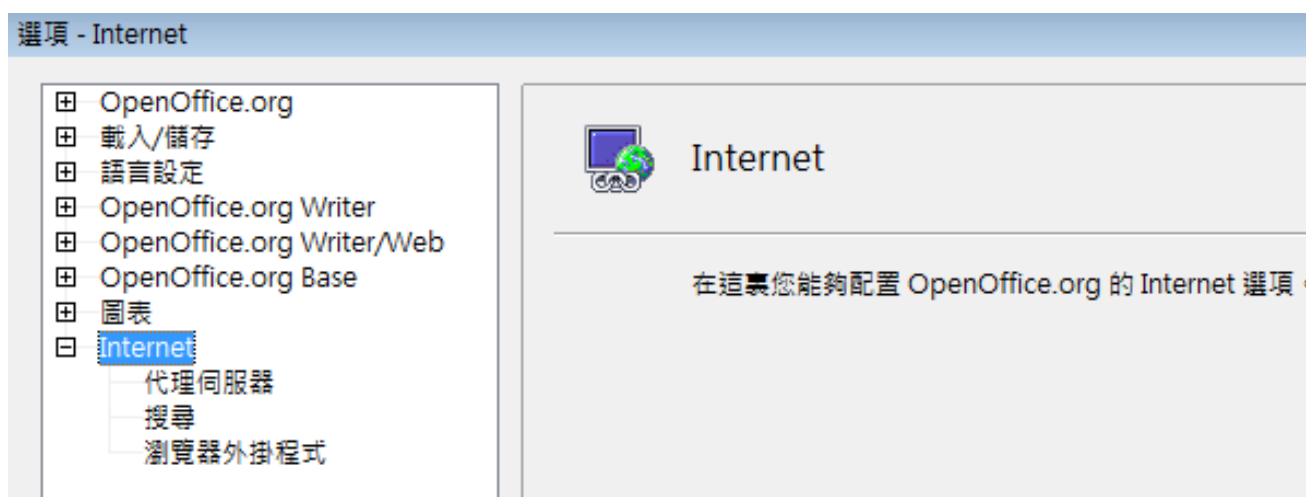 選項 - Internet
OpenOffice.org
載入/儲存
語言設定
OpenOffice.org Writer
OpenOffice.org Writer/Web
OpenOffice.org Base
圖表
Internet
代理伺服器
搜尋
瀏覽器外掛程式
Internet
在這裏您能夠配置 OpenOffice.org 的 Internet 選項。